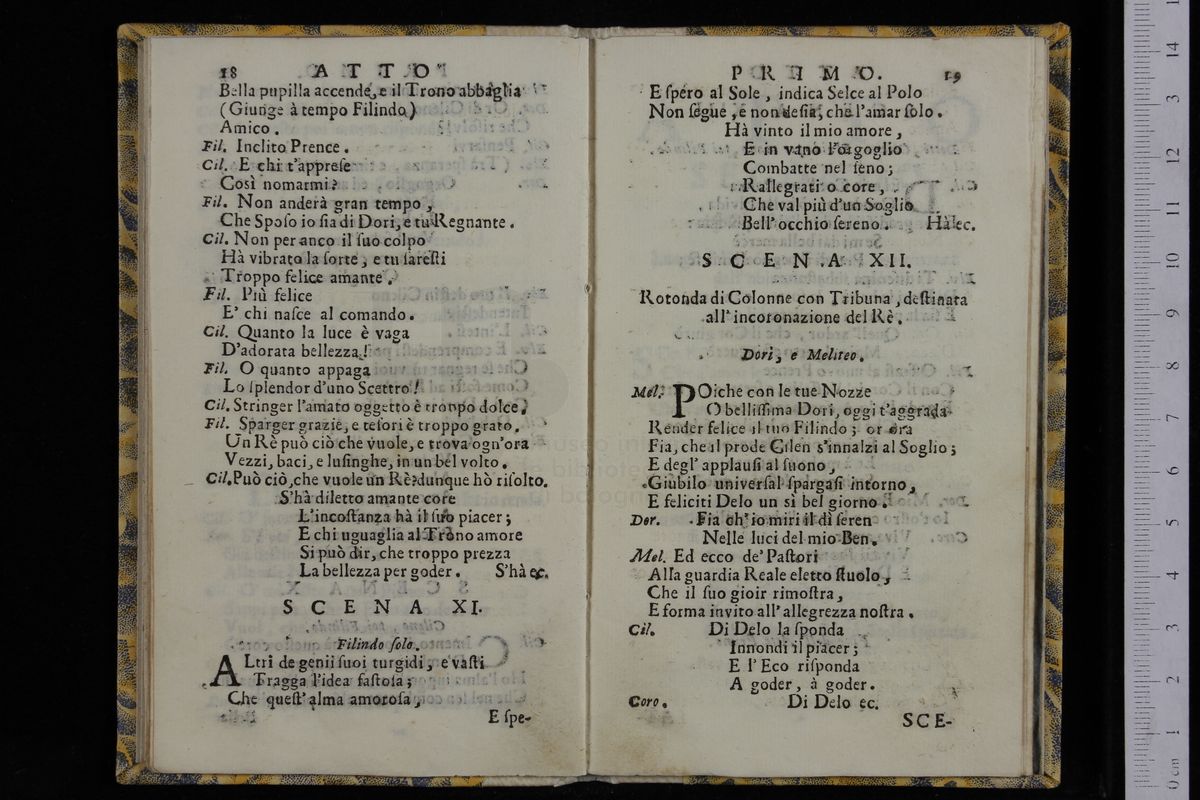 18 ATTO
Bella pupilla accende, e il Trono abbaglia
(Giunge à tempo Filindo)
Amico.
Fil. Inclito Prence.
Cil. E chi t'apprese
Così nomarmi?
Fil. Non anderà gran tempo,
Che Sposo io sia di Dori, e tu Regnante.
Cil. Non per anco il suo colpo
Hà vibrato la sorte, e tu saresti
Troppo felice amante.
Fil. Più felice
E' chi nasce al comando.
Cil. Quanto la luce è vaga
D'adorata bellezza!
Fil. O quanto appaga
Lo splendor d'uno Scettro!
Cil. Stringer l'amato oggetto è troppo dolce.
Fil. Sparger grazie, e tesori è troppo grato.
Un Rè può ciò che vuole, e trova ogn'ora
Vezzi, baci, e lusinghe, in un bel volto.
Cil. Può ciò, che vuole un Rè? dunque hò risolto.
S'hà diletto amante core
L'incostanza hà il suo piacer;
E chi uguaglia al Trono amore
Si può dir, che troppo prezza
La bellezza per goder. S'hà ec.
SCENA XI.
Filindo solo.
ALtri de genii suoi turgidi, e vasti
Tragga l'idea fastosa;
Che quest' alma amorosa,
E spe-
PRIMO. 19
E spero al Sole, indica Selce al Polo
Non segue, e non desia, che l'amar solo.
Hà vinto il mio amore,
E in vano l'orgoglio
Combatte nel seno;
Rallegrati o core,
Che val più d'un Soglio
Bell' occhio sereno. Hà ec.
SCENA XII.
Rotonda di Colonne con Tribuna, destinata
all' incoronazione del Rè.
Dori, e Meliteo.
Mel. POiche con le tue Nozze
O bellissima Dori, oggi t'aggrada
Render felice il tuo Filindo; or ora
Fia, che il prode Cilen s'innalzi al Soglio;
E degl' applausi al suono,
Giubilo universal spargasi intorno,
E feliciti Delo un sì bel giorno.
Dor. Fia ch' io miri il dì seren
Nelle luci del mio Ben.
Mel. Ed ecco de' Pastori
Alla guardia Reale eletto stuolo,
Che il suo gioir rimostra,
E forma invito all' allegrezza nostra.
Cil. Di Delo la sponda
Innondi il piacer;
E l' Eco risponda
A goder, à goder.
Coro. Di Delo ec.
SCE-